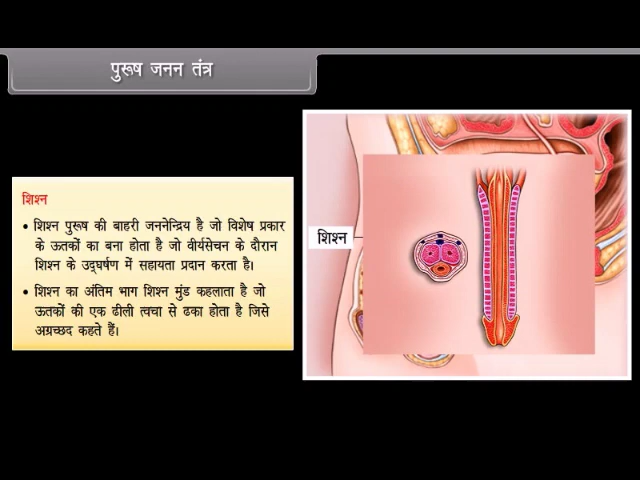 पुरूष जनन तंत्र
शिश्न
• शिश्न पुरूष की बाहरी जननेन्द्रिय है जो विशेष प्रकार
के ऊतकों का बना होता है जो वीर्यसेचन के दौरान
शिश्न के उद्घर्षण में सहायता प्रदान करता है।
• शिश्न का अंतिम भाग शिश्न मुंड कहलाता है जो
ऊतकों की एक ढीली त्वचा से ढका होता है जिसे
अग्रच्छद कहते हैं।
शिश्न